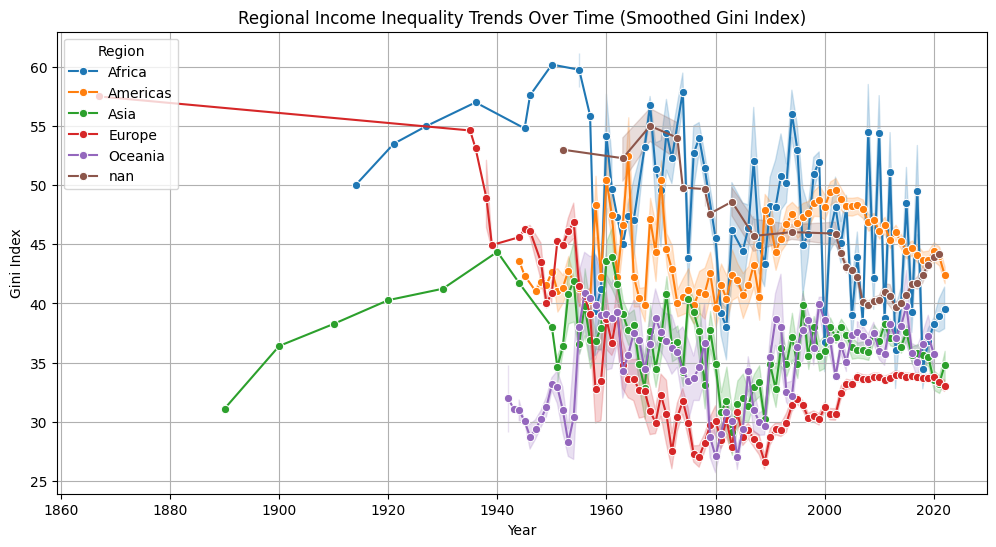 Regional Income Inequality Trends Over Time (Smoothed Gini Index)
Gini Index
60
55
50
45
40
35
30
25
Region
Africa
Americas
Asia
Europe
Oceania
nan
1860
1880
1900
1920
1940
1960
1980
2000
2020
Year